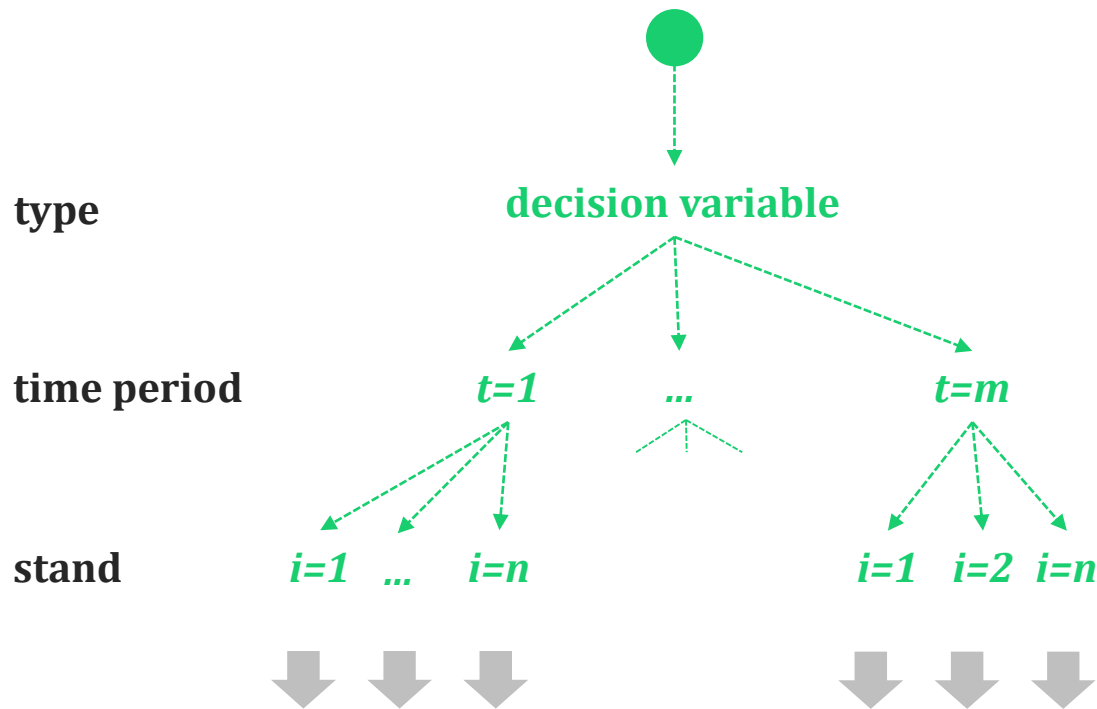 type decision variable
time period t=1 ... t=m
stand i=1 ... i=n i=1 i=2 i=n